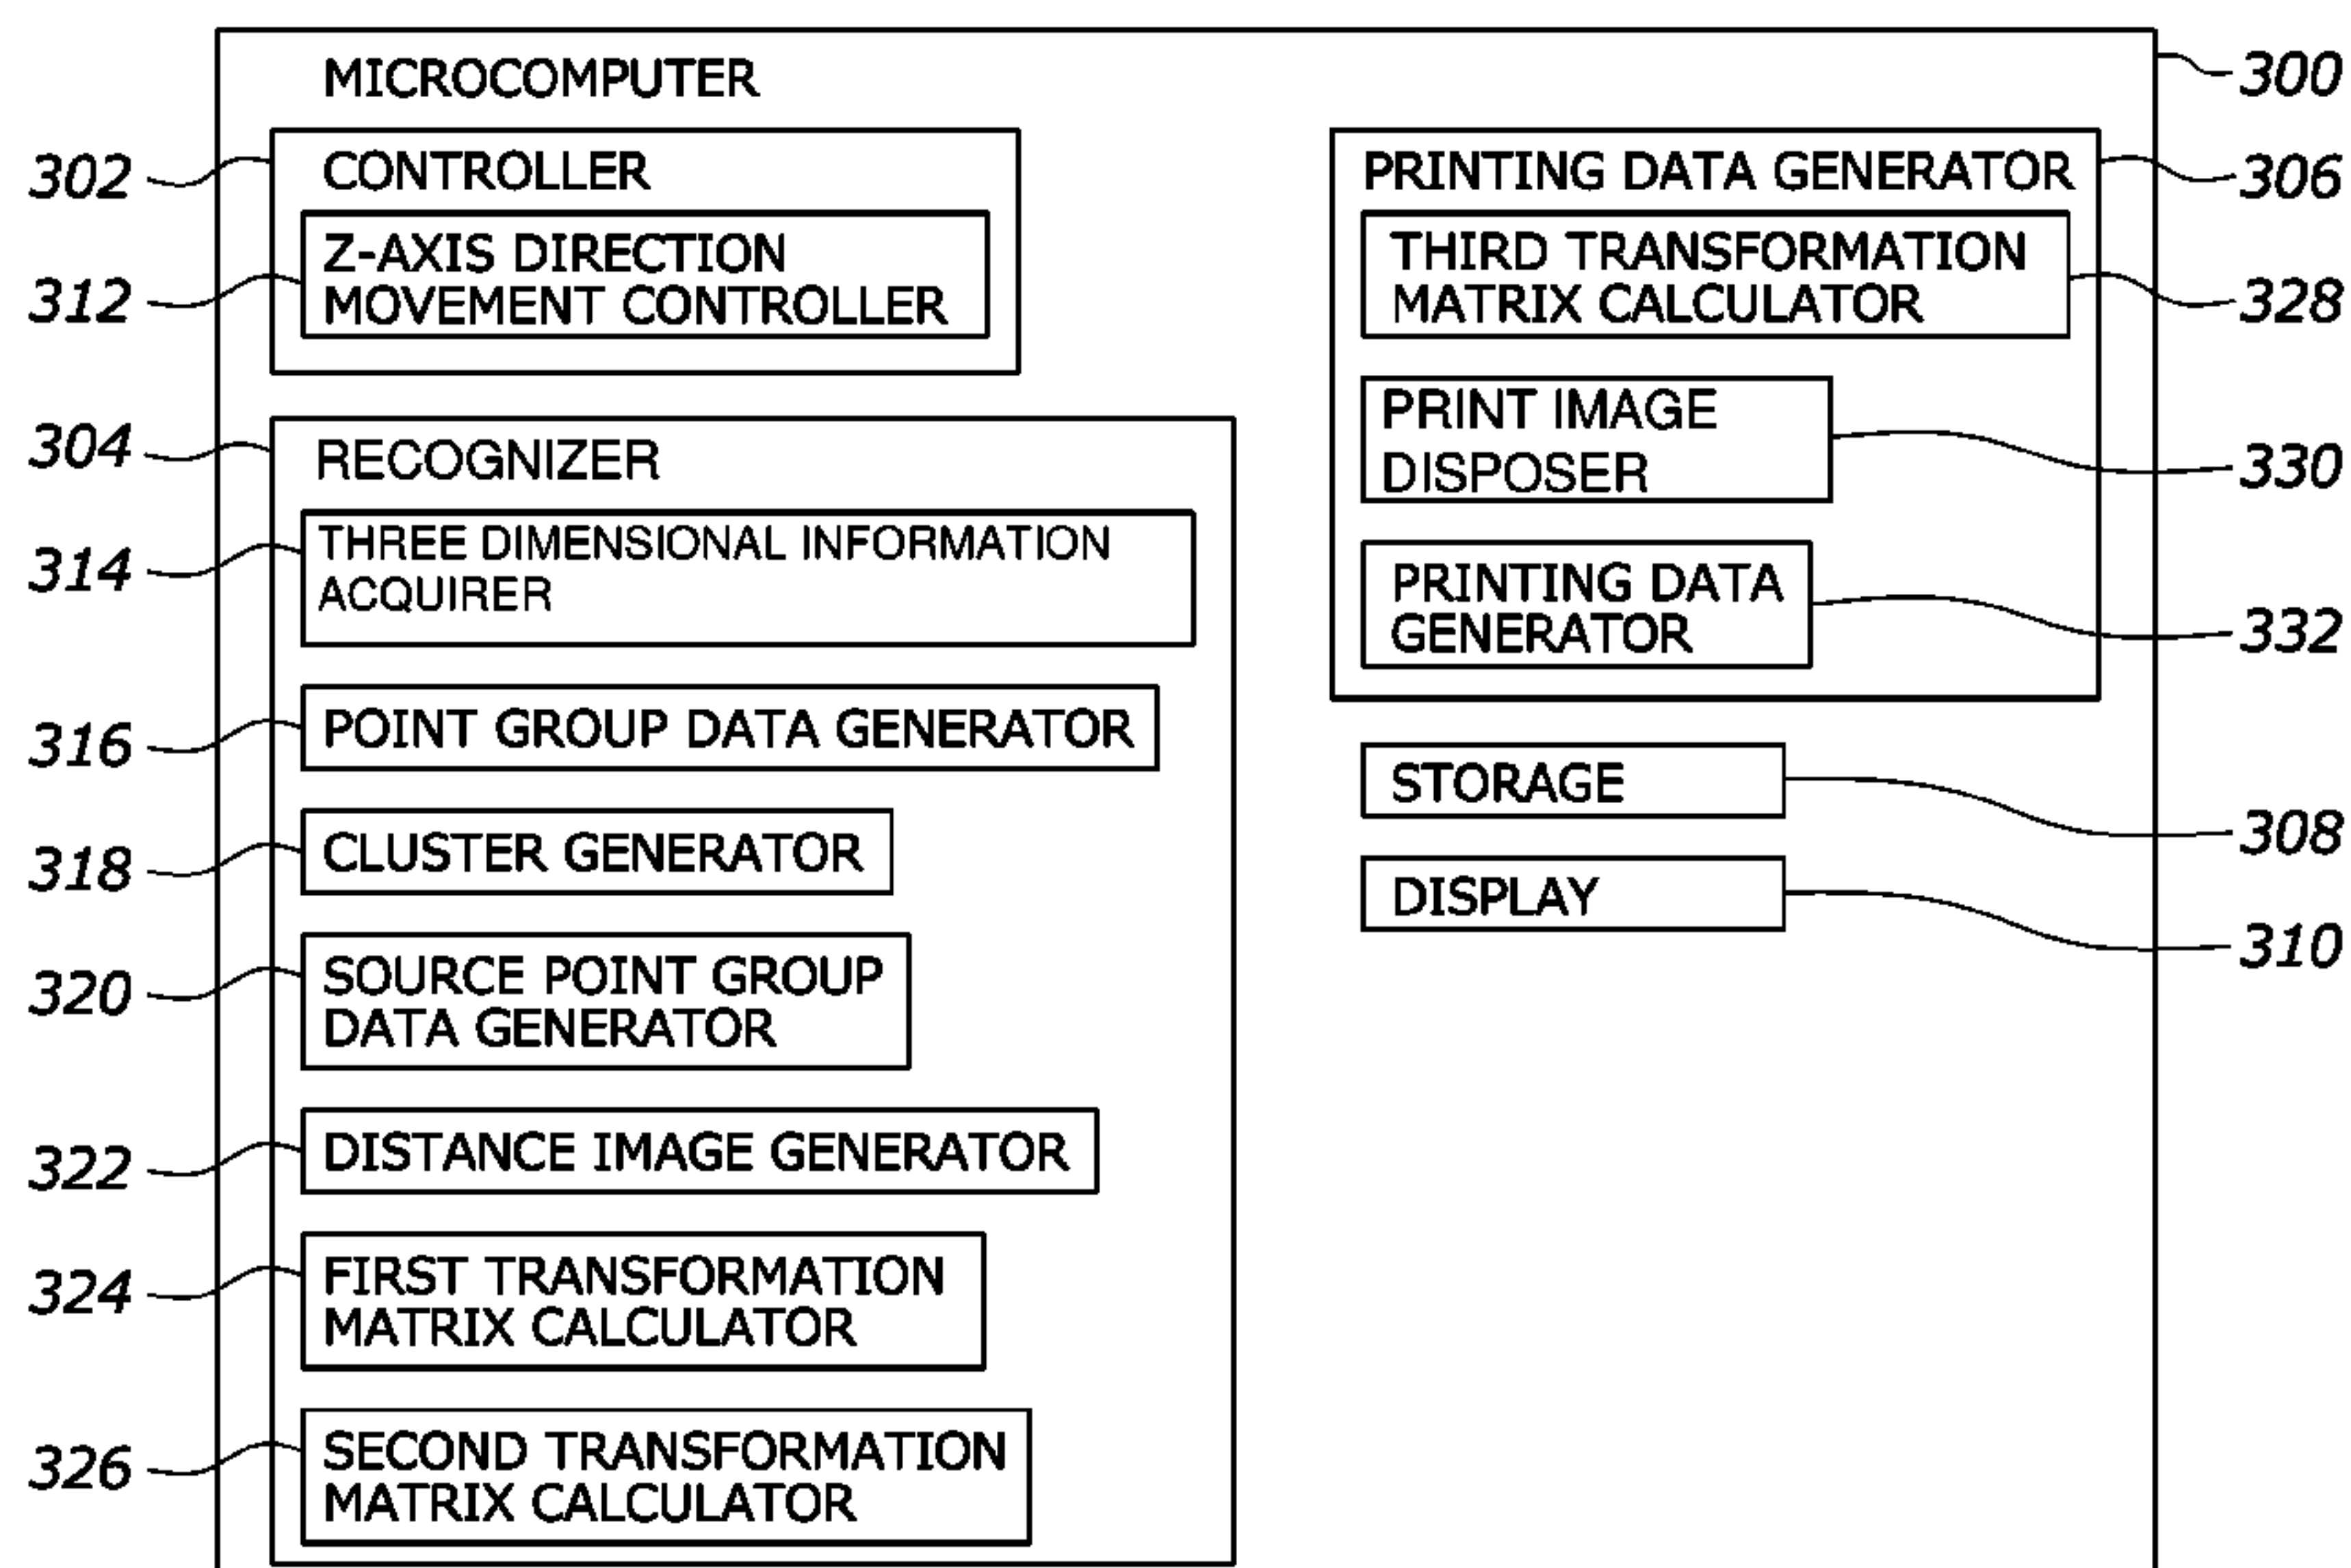 MICROCOMPUTER
300
302
CONTROLLER
312
Z-AXIS DIRECTION
MOVEMENT CONTROLLER
304
RECOGNIZER
314
THREE DIMENSIONAL INFORMATION
ACQUIRER
316
POINT GROUP DATA GENERATOR
318
CLUSTER GENERATOR
320
SOURCE POINT GROUP
DATA GENERATOR
322
DISTANCE IMAGE GENERATOR
324
FIRST TRANSFORMATION
MATRIX CALCULATOR
326
SECOND TRANSFORMATION
MATRIX CALCULATOR
PRINTING DATA GENERATOR
306
THIRD TRANSFORMATION
MATRIX CALCULATOR
328
PRINT IMAGE
DISPOSER
330
PRINTING DATA
GENERATOR
332
STORAGE
308
DISPLAY
310